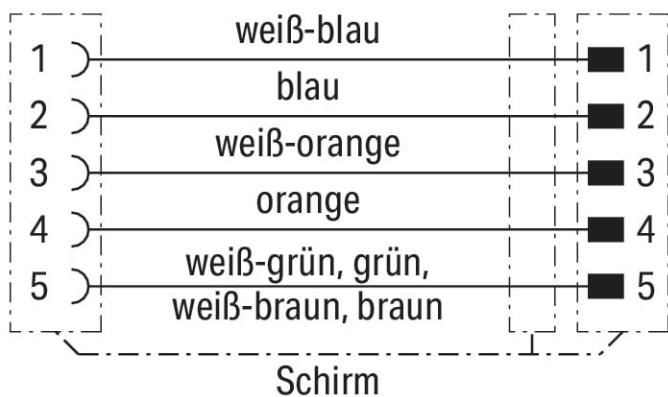 weiß-blau
1 1
blau
2 2
weiß-orange
3 3
orange
4 4
weiß-grün, grün,
5 5
weiß-braun, braun
Schirm